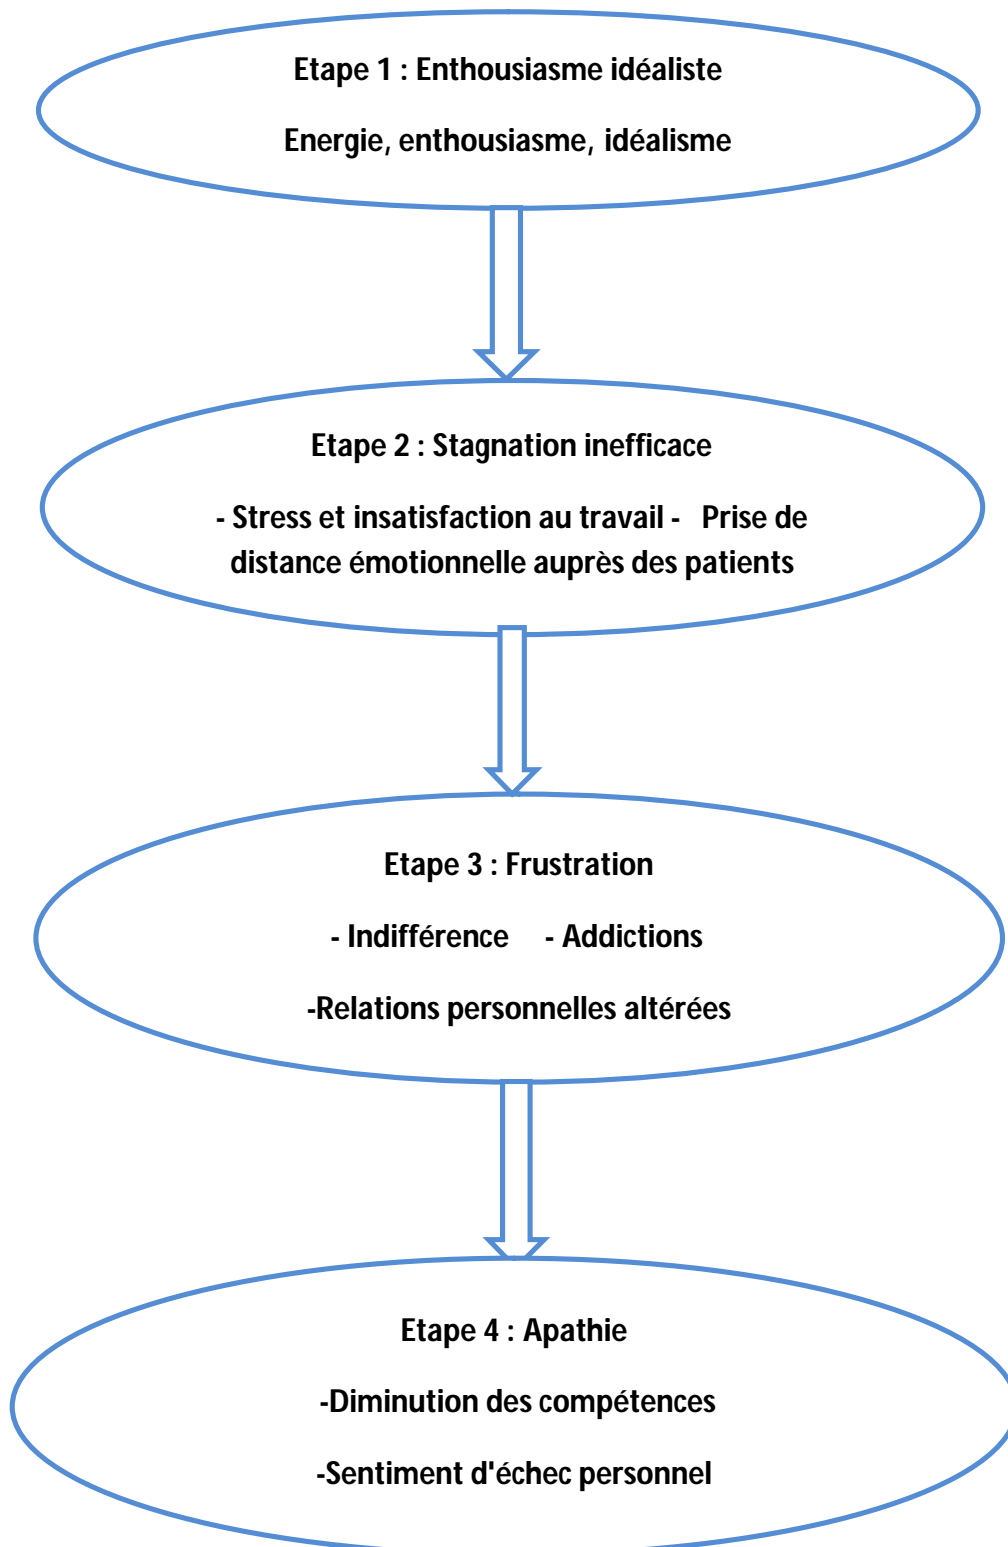 Etape 1 : Enthousiasme idéaliste
Energie, enthousiasme, idéalisme
Etape 2 : Stagnation inefficace
- Stress et insatisfaction au travail - Prise de
distance émotionnelle auprès des patients
Etape 3 : Frustration
- Indifférence - Addictions
-Relations personnelles altérées
Etape 4 : Apathie
-Diminution des compétences
-Sentiment d'échec personnel